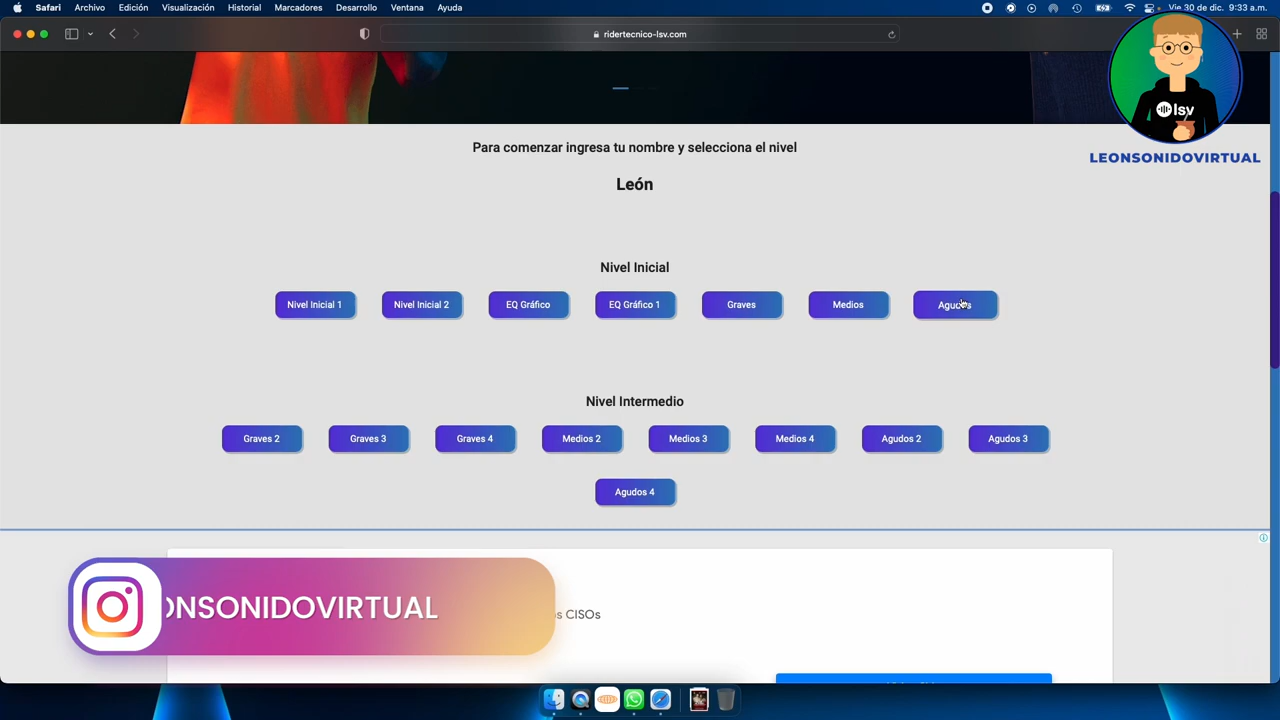 Safari Archivo Edición Visualización Historial Marcadores Desarrollo Ventana Ayuda Vie 30 de dic. 9:33 a.m.
ridertecnico-lsv.com
lsv
LEONSONIDOVIRTUAL
Para comenzar ingresa tu nombre y selecciona el nivel
León
Nivel Inicial
Nivel Inicial 1 Nivel Inicial 2 EQ Gráfico EQ Gráfico 1 Graves Medios Agudos
Nivel Intermedio
Graves 2 Graves 3 Graves 4 Medios 2 Medios 3 Medios 4 Agudos 2 Agudos 3
Agudos 4
ONSONIDOVIRTUAL
CISOs